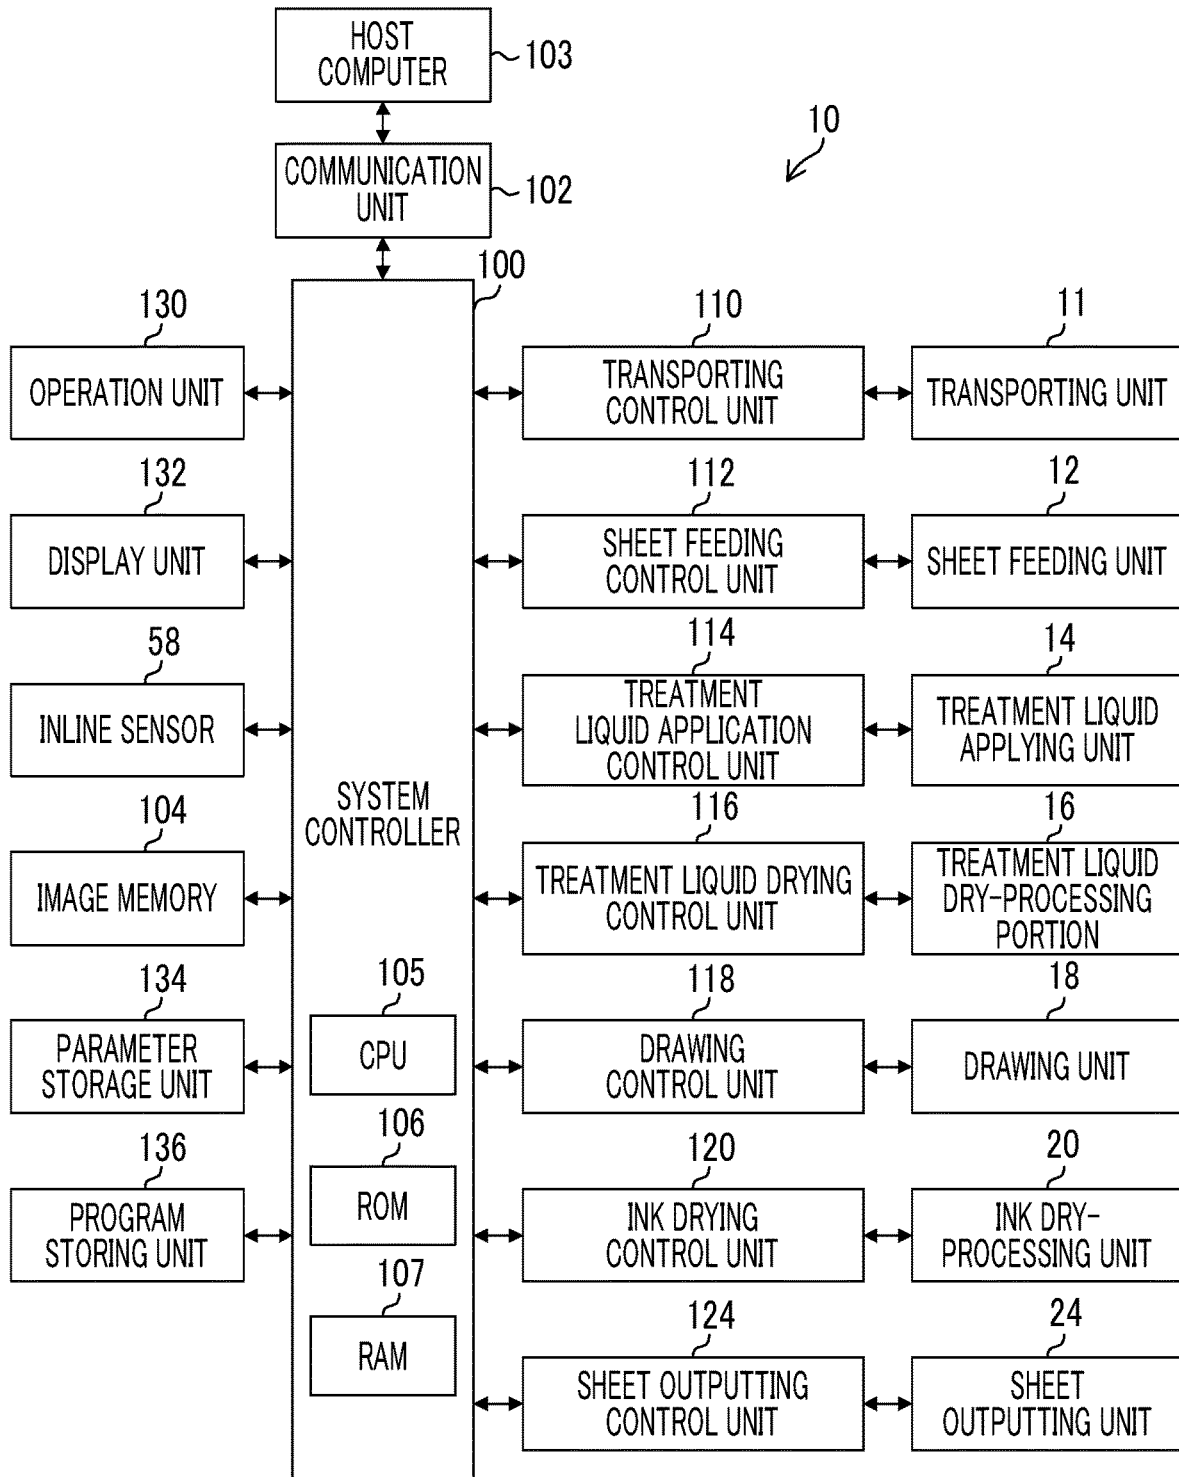 HOST
COMPUTER
103
10
COMMUNICATION
UNIT
102
100
130
110
11
OPERATION UNIT
TRANSPORTING
CONTROL UNIT
TRANSPORTING UNIT
132
112
12
DISPLAY UNIT
SHEET FEEDING
CONTROL UNIT
SHEET FEEDING UNIT
58
114
14
INLINE SENSOR
TREATMENT
LIQUID APPLICATION
CONTROL UNIT
TREATMENT LIQUID
APPLYING UNIT
SYSTEM
CONTROLLER
104
116
16
IMAGE MEMORY
TREATMENT LIQUID DRYING
CONTROL UNIT
TREATMENT LIQUID
DRY-PROCESSING
PORTION
134
105
118
18
PARAMETER
STORAGE UNIT
CPU
DRAWING
CONTROL UNIT
DRAWING UNIT
136
106
120
20
PROGRAM
STORING UNIT
ROM
INK DRYING
CONTROL UNIT
INK DRY-
PROCESSING UNIT
107
124
24
RAM
SHEET OUTPUTTING
CONTROL UNIT
SHEET
OUTPUTTING UNIT